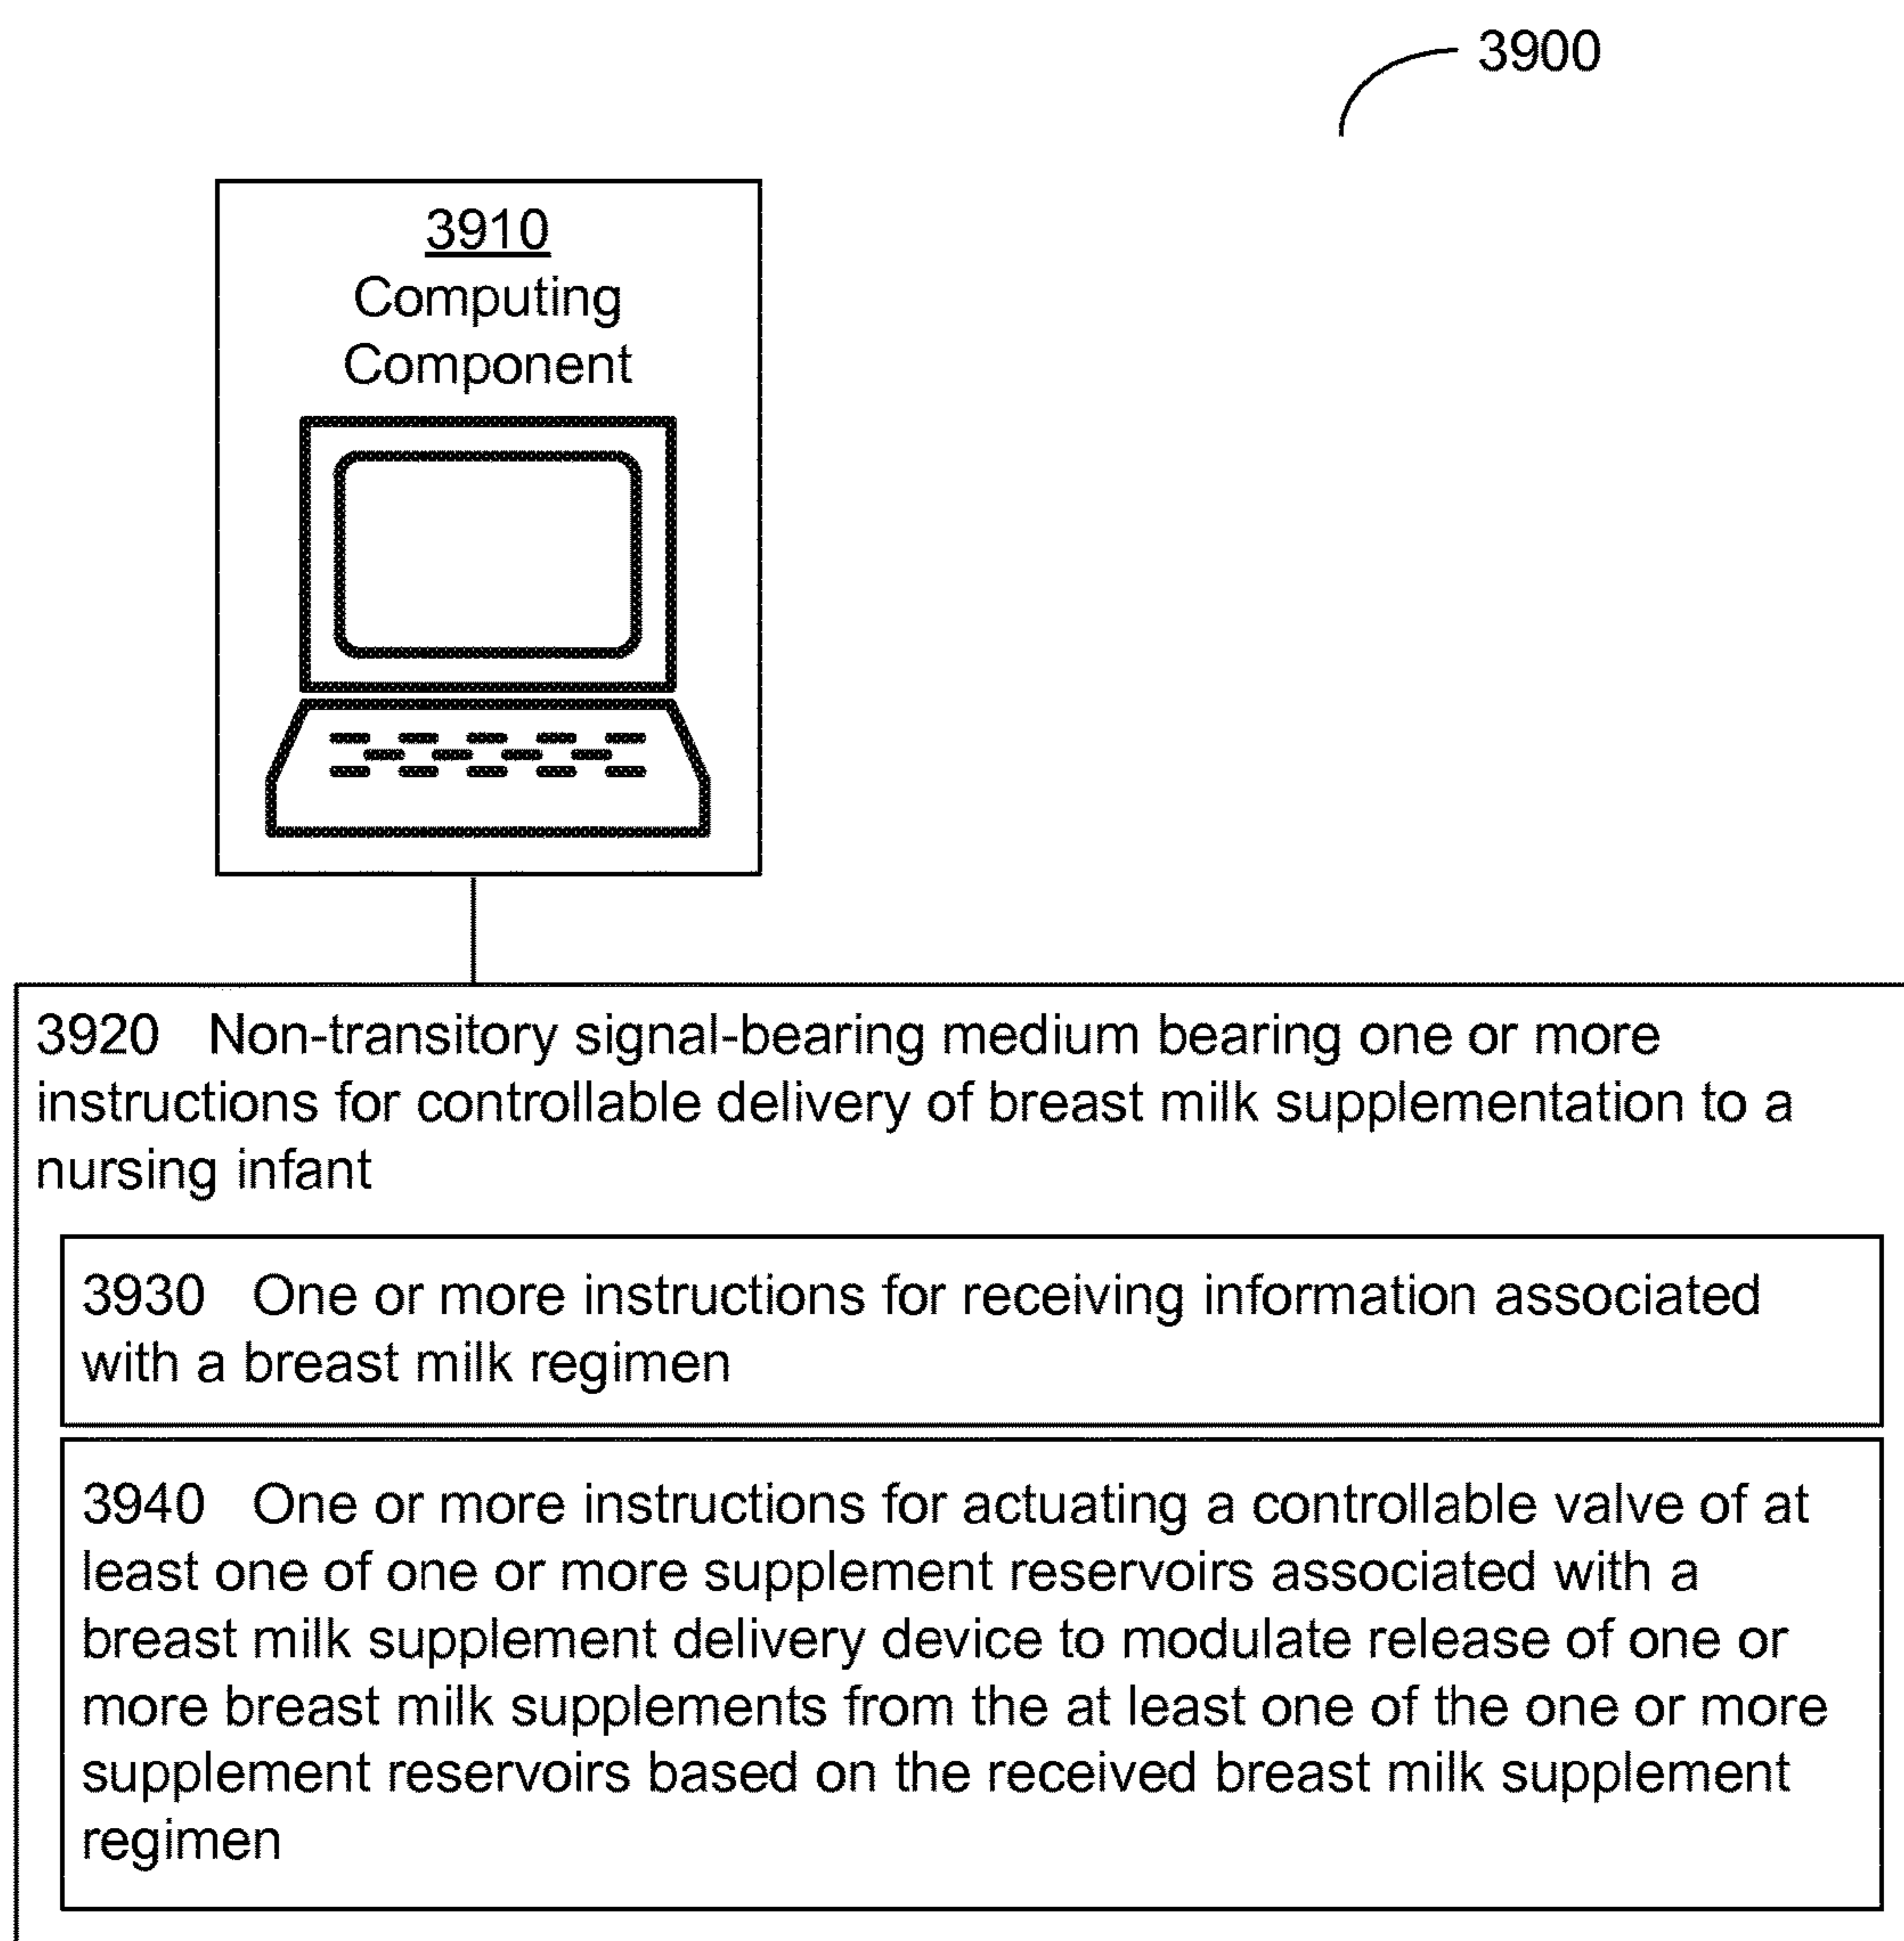 3900
3910
Computing
Component
3920 Non-transitory signal-bearing medium bearing one or more
instructions for controllable delivery of breast milk supplementation to a
nursing infant
3930 One or more instructions for receiving information associated
with a breast milk regimen
3940 One or more instructions for actuating a controllable valve of at
least one of one or more supplement reservoirs associated with a
breast milk supplement delivery device to modulate release of one or
more breast milk supplements from the at least one of the one or more
supplement reservoirs based on the received breast milk supplement
regimen